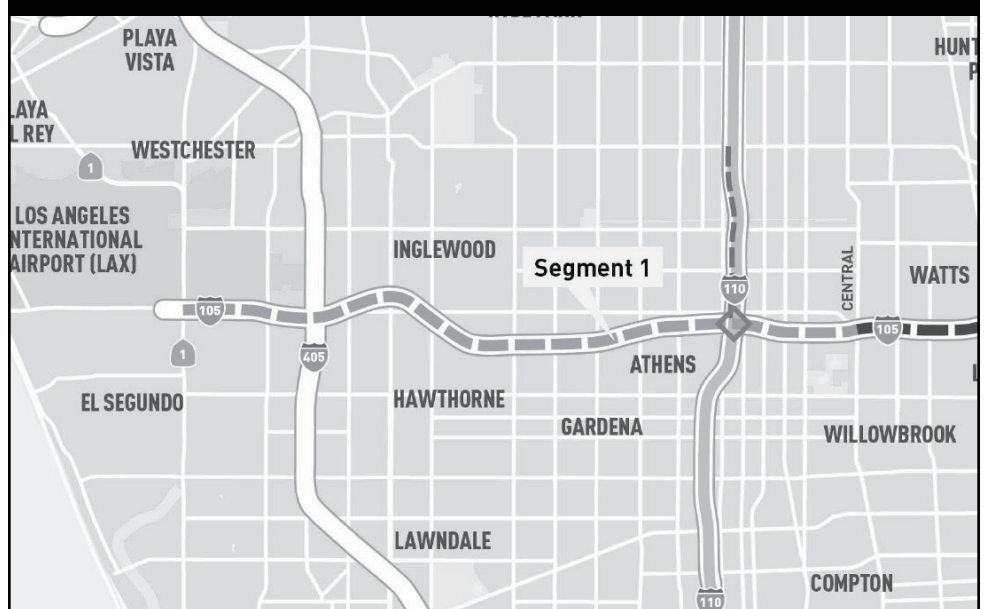 PLAYA
VISTA
HUNT
P
LAYA
L REY
WESTCHESTER
1
LOS ANGELES
NTERNATIONAL
AIRPORT (LAX)
INGLEWOOD
Segment 1
110
CENTRAL
WATTS
105
105
1
405
ATHENS
L
EL SEGUNDO
HAWTHORNE
GARDENA
WILLOWBROOK
LAWNDALE
COMPTON
110